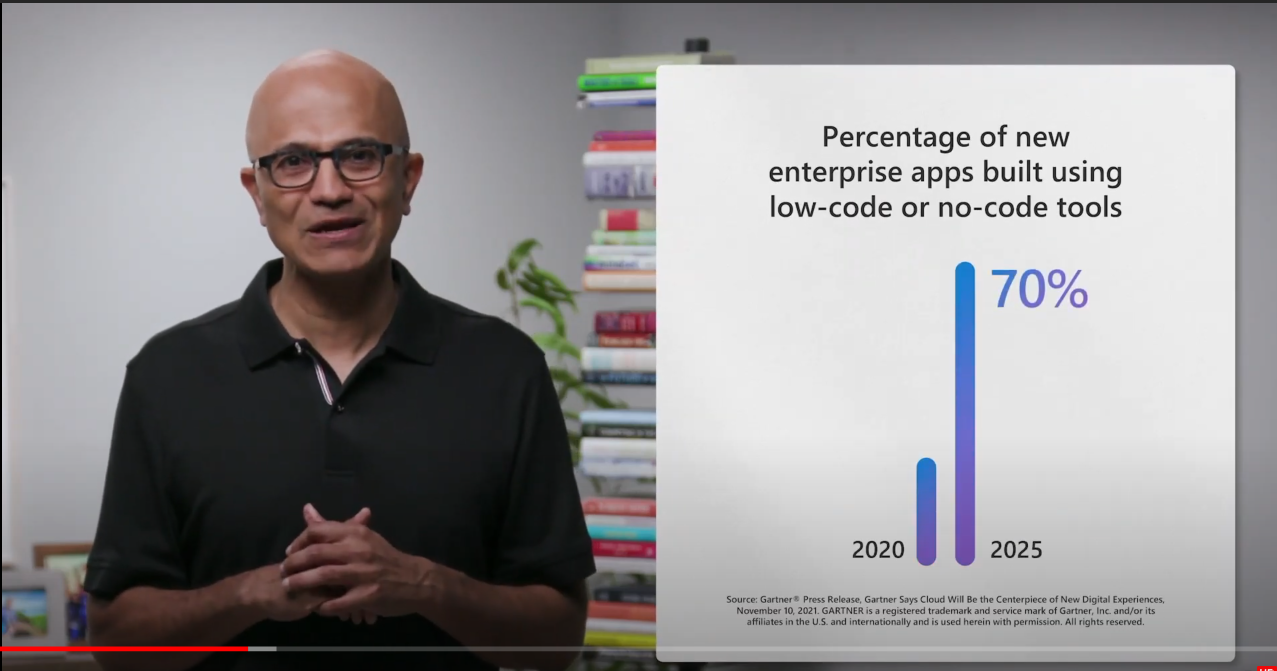 Percentage of new
enterprise apps built using
low-code or no-code tools
70%
2020
2025
Source: Gartner® Press Release, Gartner Says Cloud Will Be the Centerpiece of New Digital Experiences,
November 10, 2021. GARTNER is a registered trademark and service mark of Gartner, Inc. and/or its
affiliates in the U.S. and internationally and is used herein with permission. All rights reserved.